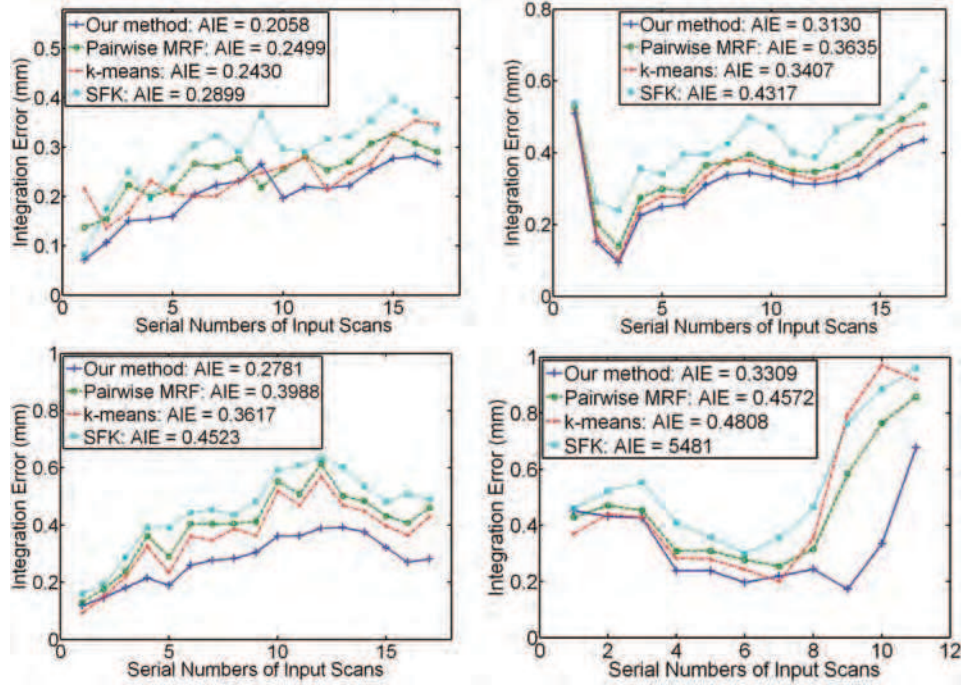 Our method: AIE = 0.2058
Pairwise MRF: AIE = 0.2499
k-means: AIE = 0.2430
SFK: AIE = 0.2899
0.5
0.4
0.3
0.2
0.1
0
0 5 10 15
Integration Error (mm)
Serial Numbers of Input Scans
Our method: AIE = 0.3130
Pairwise MRF: AIE = 0.3635
k-means: AIE = 0.3407
SFK: AIE = 0.4317
0.8
0.6
0.4
0.2
0
0 5 10 15
Integration Error (mm)
Serial Numbers of Input Scans
Our method: AIE = 0.2781
Pairwise MRF: AIE = 0.3988
k-means: AIE = 0.3617
SFK: AIE = 0.4523
1
0.8
0.6
0.4
0.2
0
0 5 10 15
Integration Error (mm)
Serial Numbers of Input Scans
Our method: AIE = 0.3309
Pairwise MRF: AIE = 0.4572
k-means: AIE = 0.4808
SFK: AIE = 5481
1
0.8
0.6
0.4
0.2
0
0 2 4 6 8 10 12
Integration Error (mm)
Serial Numbers of Input Scans